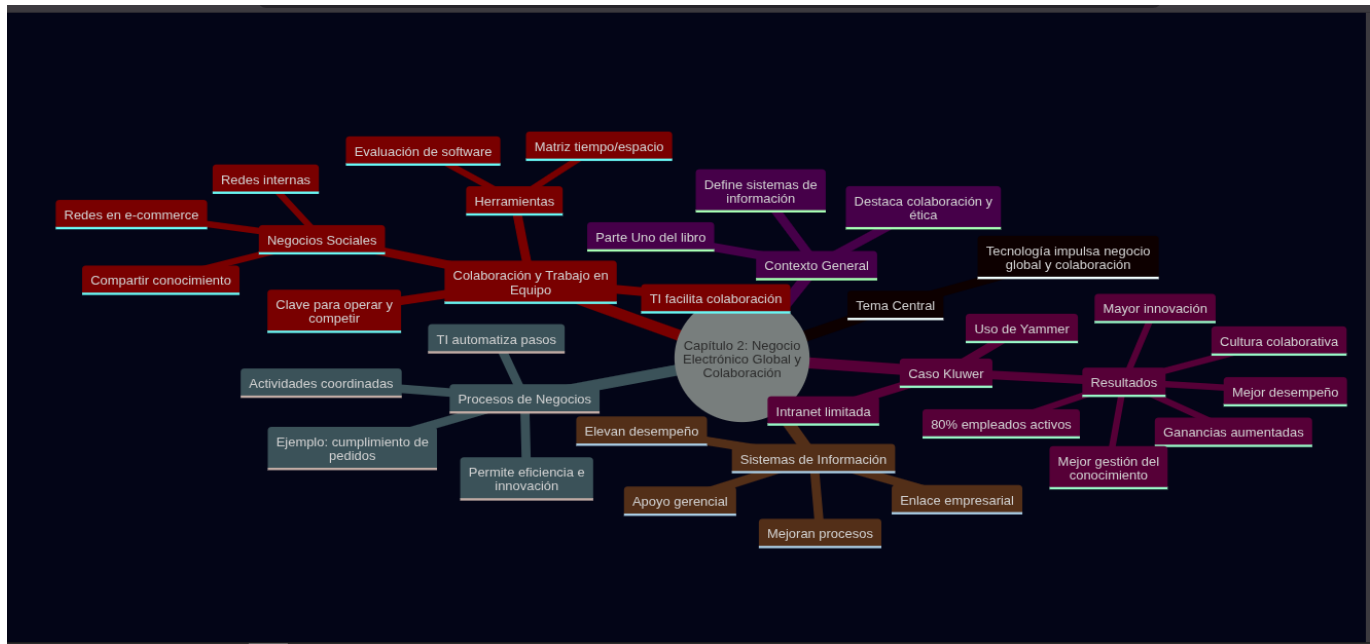 Capítulo 2: Negocio
Electrónico Global y
Colaboración
Colaboración y Trabajo en
Equipo
Negocios Sociales
Redes internas
Redes en e-commerce
Compartir conocimiento
Herramientas
Evaluación de software
Matriz tiempo/espacio
Clave para operar y
competir
TI facilita colaboración
Contexto General
Parte Uno del libro
Define sistemas de
información
Destaca colaboración y
ética
Tema Central
Tecnología impulsa negocio
global y colaboración
Caso Kluwer
Uso de Yammer
Intranet limitada
Resultados
Mayor innovación
Cultura colaborativa
Mejor desempeño
Ganancias aumentadas
Mejor gestión del
conocimiento
80% empleados activos
Sistemas de Información
Elevan desempeño
Apoyo gerencial
Mejoran procesos
Enlace empresarial
Procesos de Negocios
TI automatiza pasos
Actividades coordinadas
Ejemplo: cumplimiento de
pedidos
Permite eficiencia e
innovación